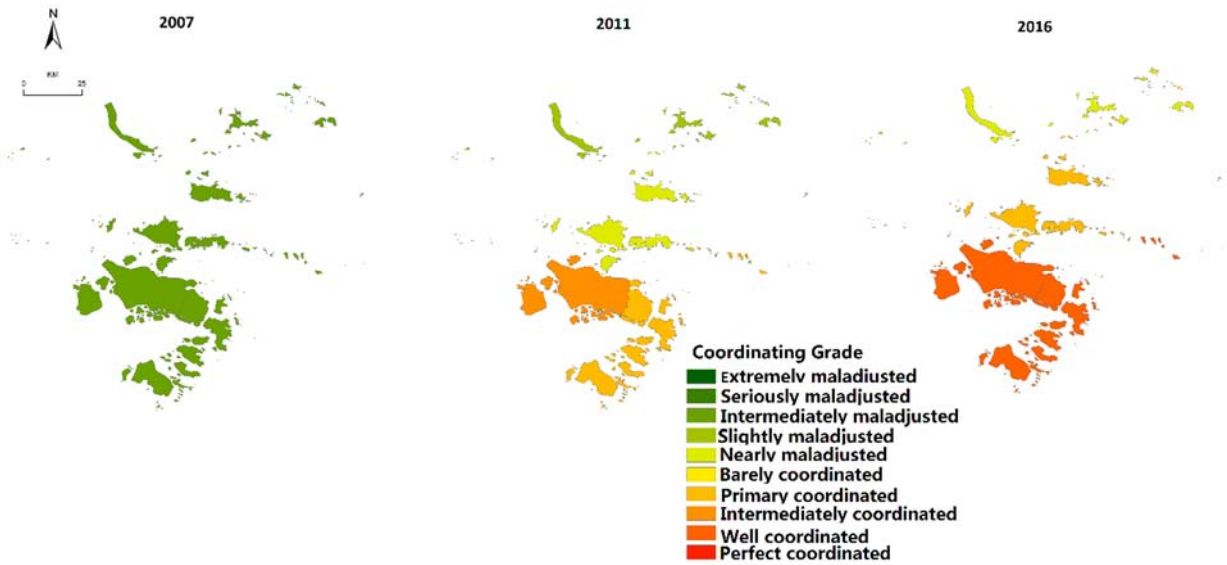 2007
2011
2016
N
KM
0 25
Coordinating Grade
Extremely maladjusted
Seriously maladjusted
Intermediately maladjusted
Slightly maladjusted
Nearly maladjusted
Barely coordinated
Primary coordinated
Intermediately coordinated
Well coordinated
Perfect coordinated